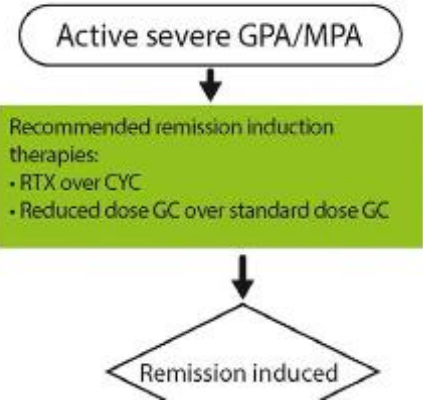 Active severe GPA/MPA
Recommended remission induction
therapies:
• RTX over CYC
• Reduced dose GC over standard dose GC
Remission induced